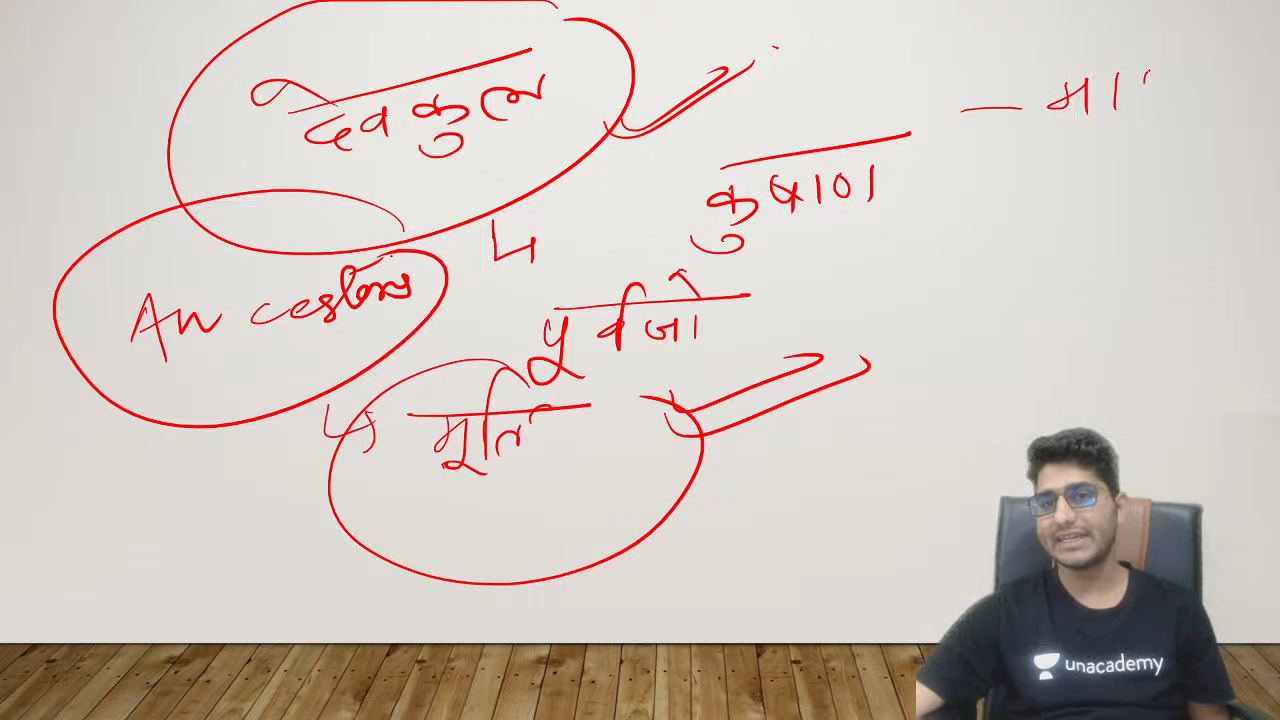 देवकुल
कुषाण
Ancestors
पूर्वजो
मूर्ति
unacademy